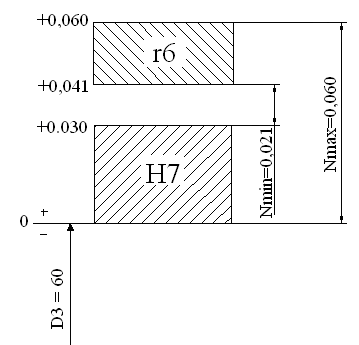 +0,060
r6
+0,041
+0.030
H7
0
+
−
Nmin=0,021
Nmax=0,060
D3 = 60